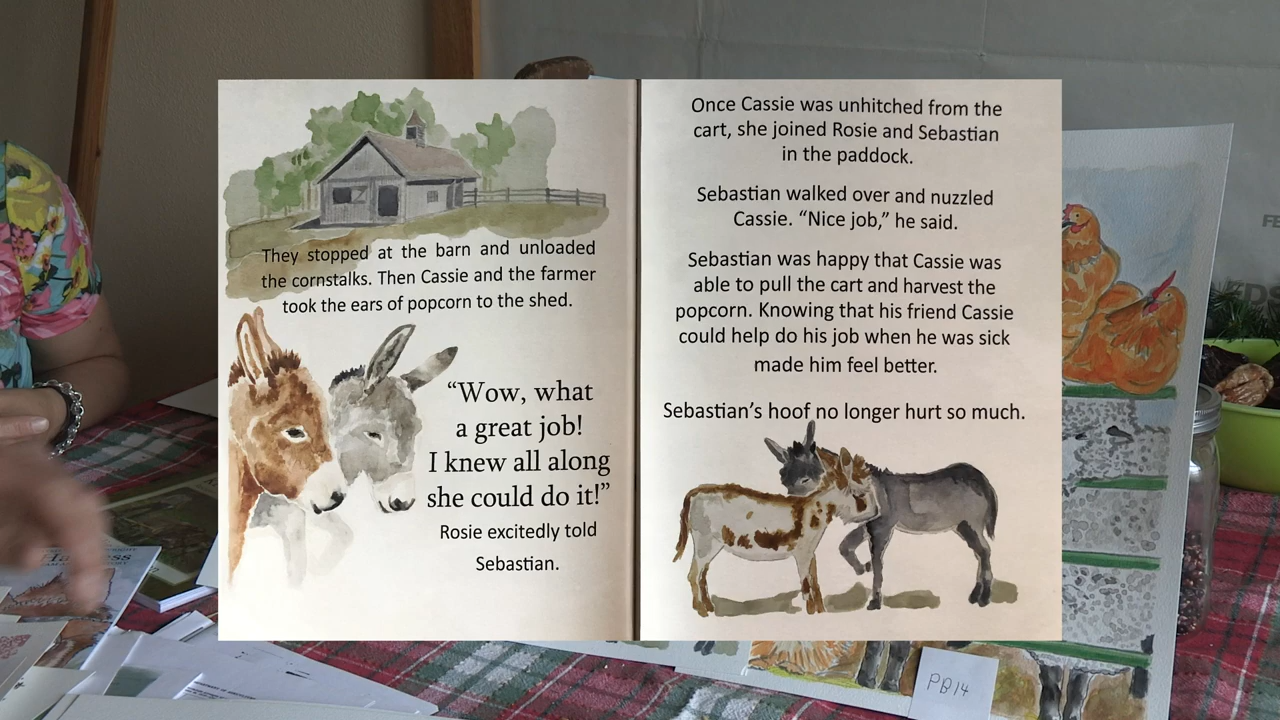 They stopped at the barn and unloaded
the cornstalks. Then Cassie and the farmer
took the ears of popcorn to the shed.
“Wow, what
a great job!
I knew all along
she could do it!”
Rosie excitedly told
Sebastian.
Once Cassie was unhitched from the
cart, she joined Rosie and Sebastian
in the paddock.
Sebastian walked over and nuzzled
Cassie. “Nice job,” he said.
Sebastian was happy that Cassie was
able to pull the cart and harvest the
popcorn. Knowing that his friend Cassie
could help do his job when he was sick
made him feel better.
Sebastian’s hoof no longer hurt so much.
PB14